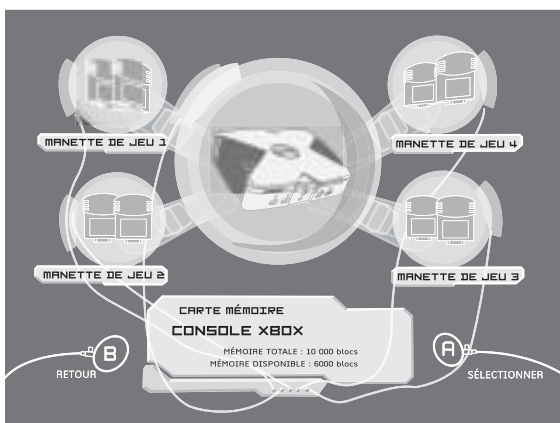 MANETTE DE JEU 1
MANETTE DE JEU 4
MANETTE DE JEU 2
MANETTE DE JEU 3
CARTE MÉMOIRE
CONSOLE XBOX
MÉMOIRE TOTALE : 10 000 blocs
MÉMOIRE DISPONIBLE : 6000 blocs
B
RETOUR
A
SÉLECTIONNER